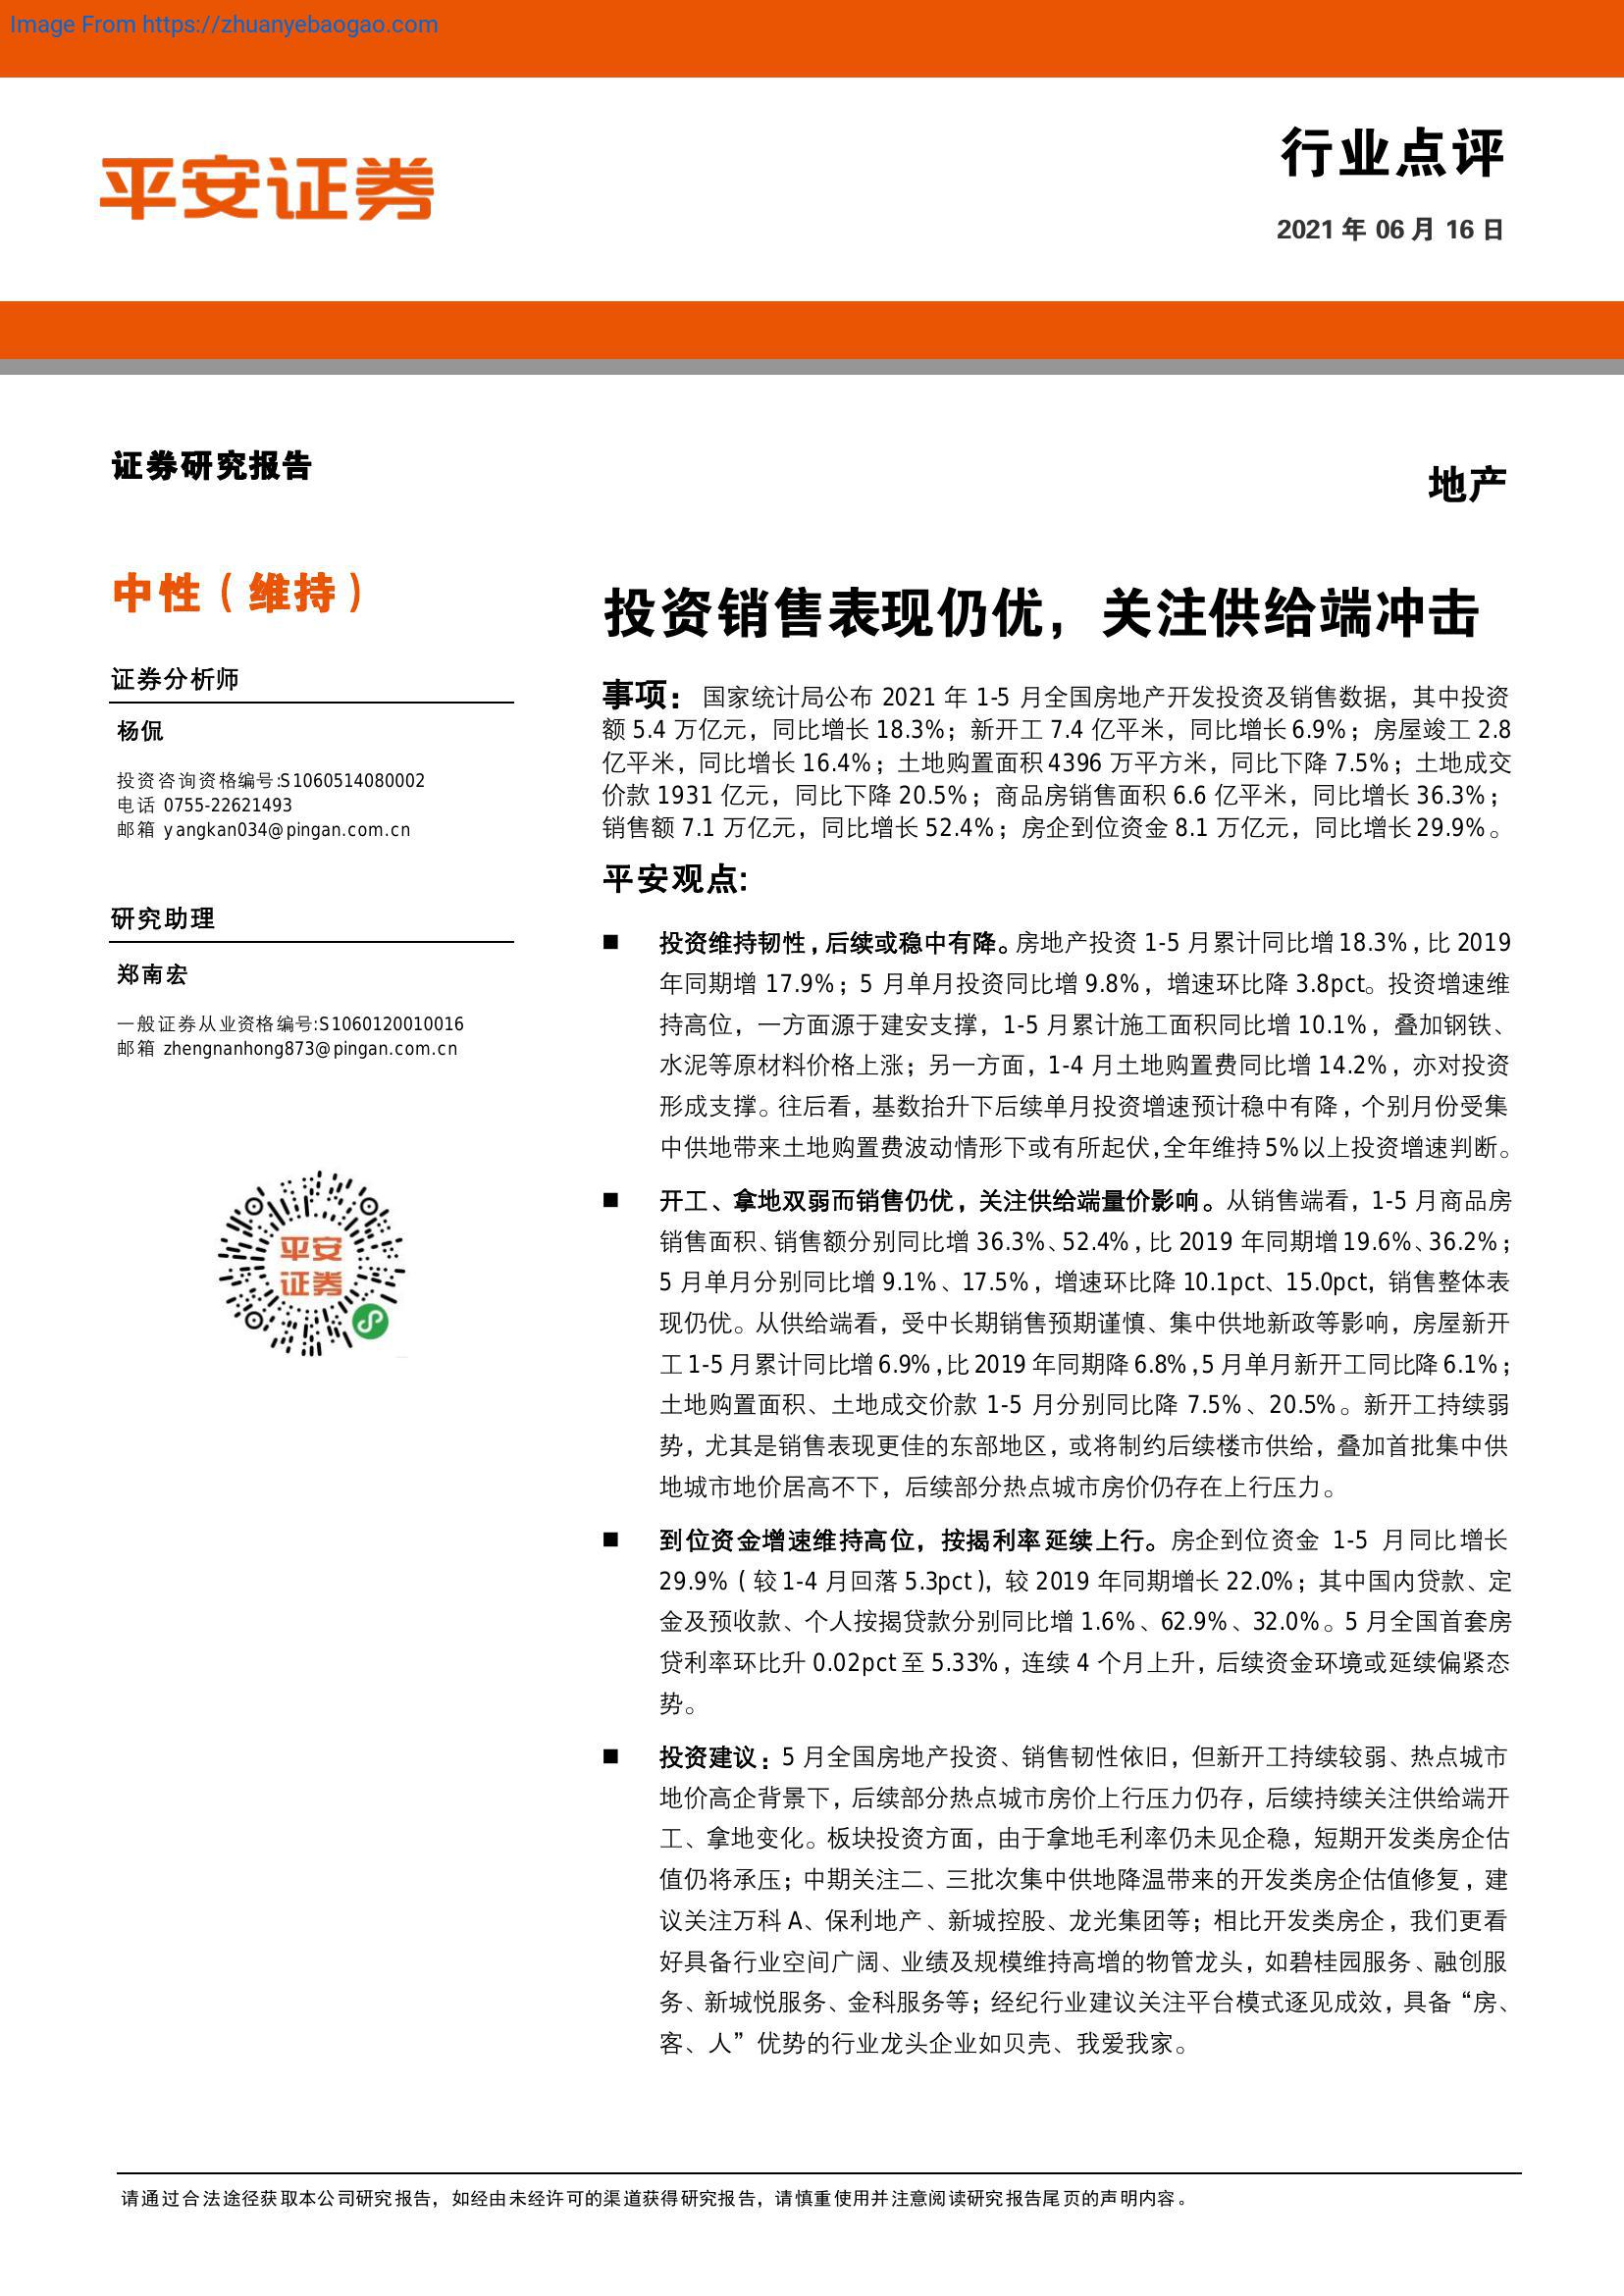 Image From https://zhuanyebaogao.com
平安证券
行业点评
2021 年 06 月 16 日
证券研究报告
地产
中性（维持）
证券分析师
杨侃
投资咨询资格编号:S1060514080002
电话 0755-22621493
邮箱 yangkan034@pingan.com.cn
研究助理
郑南宏
一般证券从业资格编号:S1060120010016
邮箱 zhengnanhong873@pingan.com.cn
平安
证券
投资销售表现仍优，关注供给端冲击
事项：国家统计局公布 2021 年 1-5 月全国房地产开发投资及销售数据，其中投资
额 5.4 万亿元，同比增长 18.3%；新开工 7.4 亿平米，同比增长 6.9%；房屋竣工 2.8
亿平米，同比增长 16.4%；土地购置面积 4396 万平方米，同比下降 7.5%；土地成交
价款 1931 亿元，同比下降 20.5%；商品房销售面积 6.6 亿平米，同比增长 36.3%；
销售额 7.1 万亿元，同比增长 52.4%；房企到位资金 8.1 万亿元，同比增长 29.9%。
平安观点:
■ 投资维持韧性，后续或稳中有降。房地产投资 1-5 月累计同比增 18.3%，比 2019
年同期增 17.9%；5 月单月投资同比增 9.8%，增速环比降 3.8pct。投资增速维
持高位，一方面源于建安支撑，1-5 月累计施工面积同比增 10.1%，叠加钢铁、
水泥等原材料价格上涨；另一方面，1-4 月土地购置费同比增 14.2%，亦对投资
形成支撑。往后看，基数抬升下后续单月投资增速预计稳中有降，个别月份受集
中供地带来土地购置费波动情形下或有所起伏，全年维持 5%以上投资增速判断。
■ 开工、拿地双弱而销售仍优，关注供给端量价影响。从销售端看，1-5 月商品房
销售面积、销售额分别同比增 36.3%、52.4%，比 2019 年同期增 19.6%、36.2%；
5 月单月分别同比增 9.1%、17.5%，增速环比降 10.1pct、15.0pct，销售整体表
现仍优。从供给端看，受中长期销售预期谨慎、集中供地新政等影响，房屋新开
工 1-5 月累计同比增 6.9%，比 2019 年同期降 6.8%，5 月单月新开工同比降 6.1%；
土地购置面积、土地成交价款 1-5 月分别同比降 7.5%、20.5%。新开工持续弱
势，尤其是销售表现更佳的东部地区，或将制约后续楼市供给，叠加首批集中供
地城市地价居高不下，后续部分热点城市房价仍存在上行压力。
■ 到位资金增速维持高位，按揭利率延续上行。房企到位资金 1-5 月同比增长
29.9%（较 1-4 月回落 5.3pct），较 2019 年同期增长 22.0%；其中国内贷款、定
金及预收款、个人按揭贷款分别同比增 1.6%、62.9%、32.0%。5 月全国首套房
贷利率环比升 0.02pct 至 5.33%，连续 4 个月上升，后续资金环境或延续偏紧态
势。
■ 投资建议：5 月全国房地产投资、销售韧性依旧，但新开工持续较弱、热点城市
地价高企背景下，后续部分热点城市房价上行压力仍存，后续持续关注供给端开
工、拿地变化。板块投资方面，由于拿地毛利率仍未见企稳，短期开发类房企估
值仍将承压；中期关注二、三批次集中供地降温带来的开发类房企估值修复，建
议关注万科 A、保利地产、新城控股、龙光集团等；相比开发类房企，我们更看
好具备行业空间广阔、业绩及规模维持高增的物管龙头，如碧桂园服务、融创服
务、新城悦服务、金科服务等；经纪行业建议关注平台模式逐见成效，具备“房、
客、人”优势的行业龙头企业如贝壳、我爱我家。
请通过合法途径获取本公司研究报告，如经由未经许可的渠道获得研究报告，请慎重使用并注意阅读研究报告尾页的声明内容。